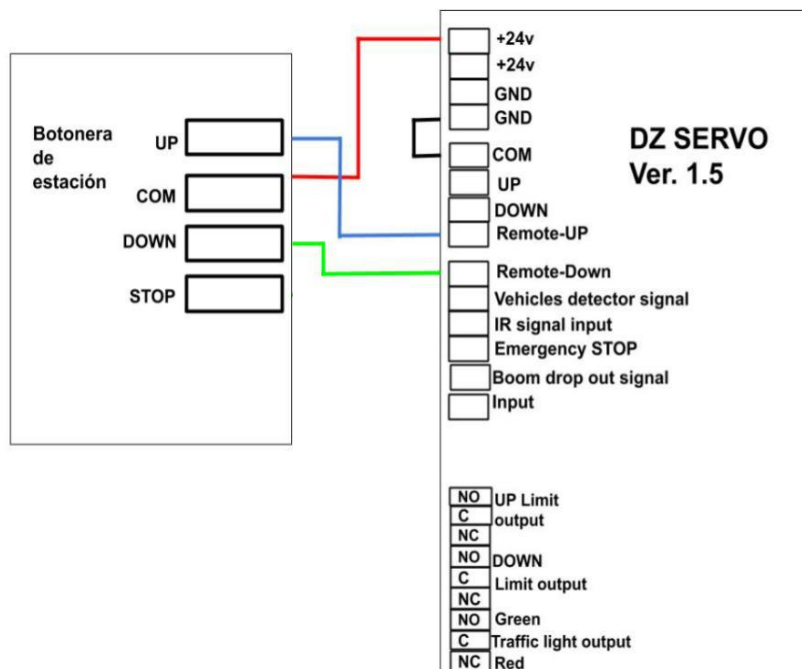 Botonera
de
estación
UP
COM
DOWN
STOP
+24v
+24v
GND
GND
COM
UP
DOWN
Remote-UP
Remote-Down
Vehicles detector signal
IR signal input
Emergency STOP
Boom drop out signal
Input
DZ SERVO
Ver. 1.5
NO UP Limit
C output
NC
NO DOWN
C Limit output
NC
NO Green
C Traffic light output
NC Red